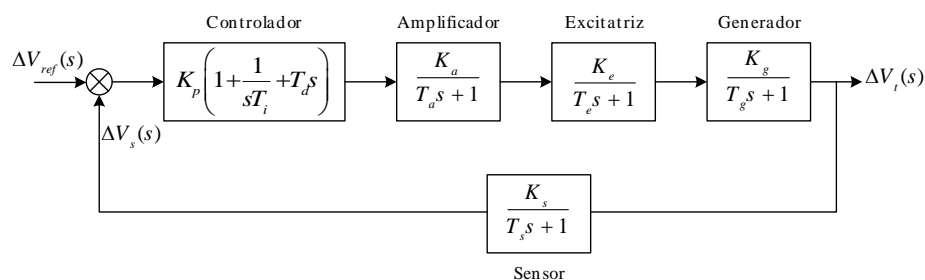 Controlador
Amplificador
Excitatriz
Generador
ΔV_ref(s)
K_p(1+1/(sT_i)+T_d s)
K_a/(T_a s+1)
K_e/(T_e s+1)
K_g/(T_g s+1)
ΔV_t(s)
ΔV_s(s)
K_s/(T_s s+1)
Sensor